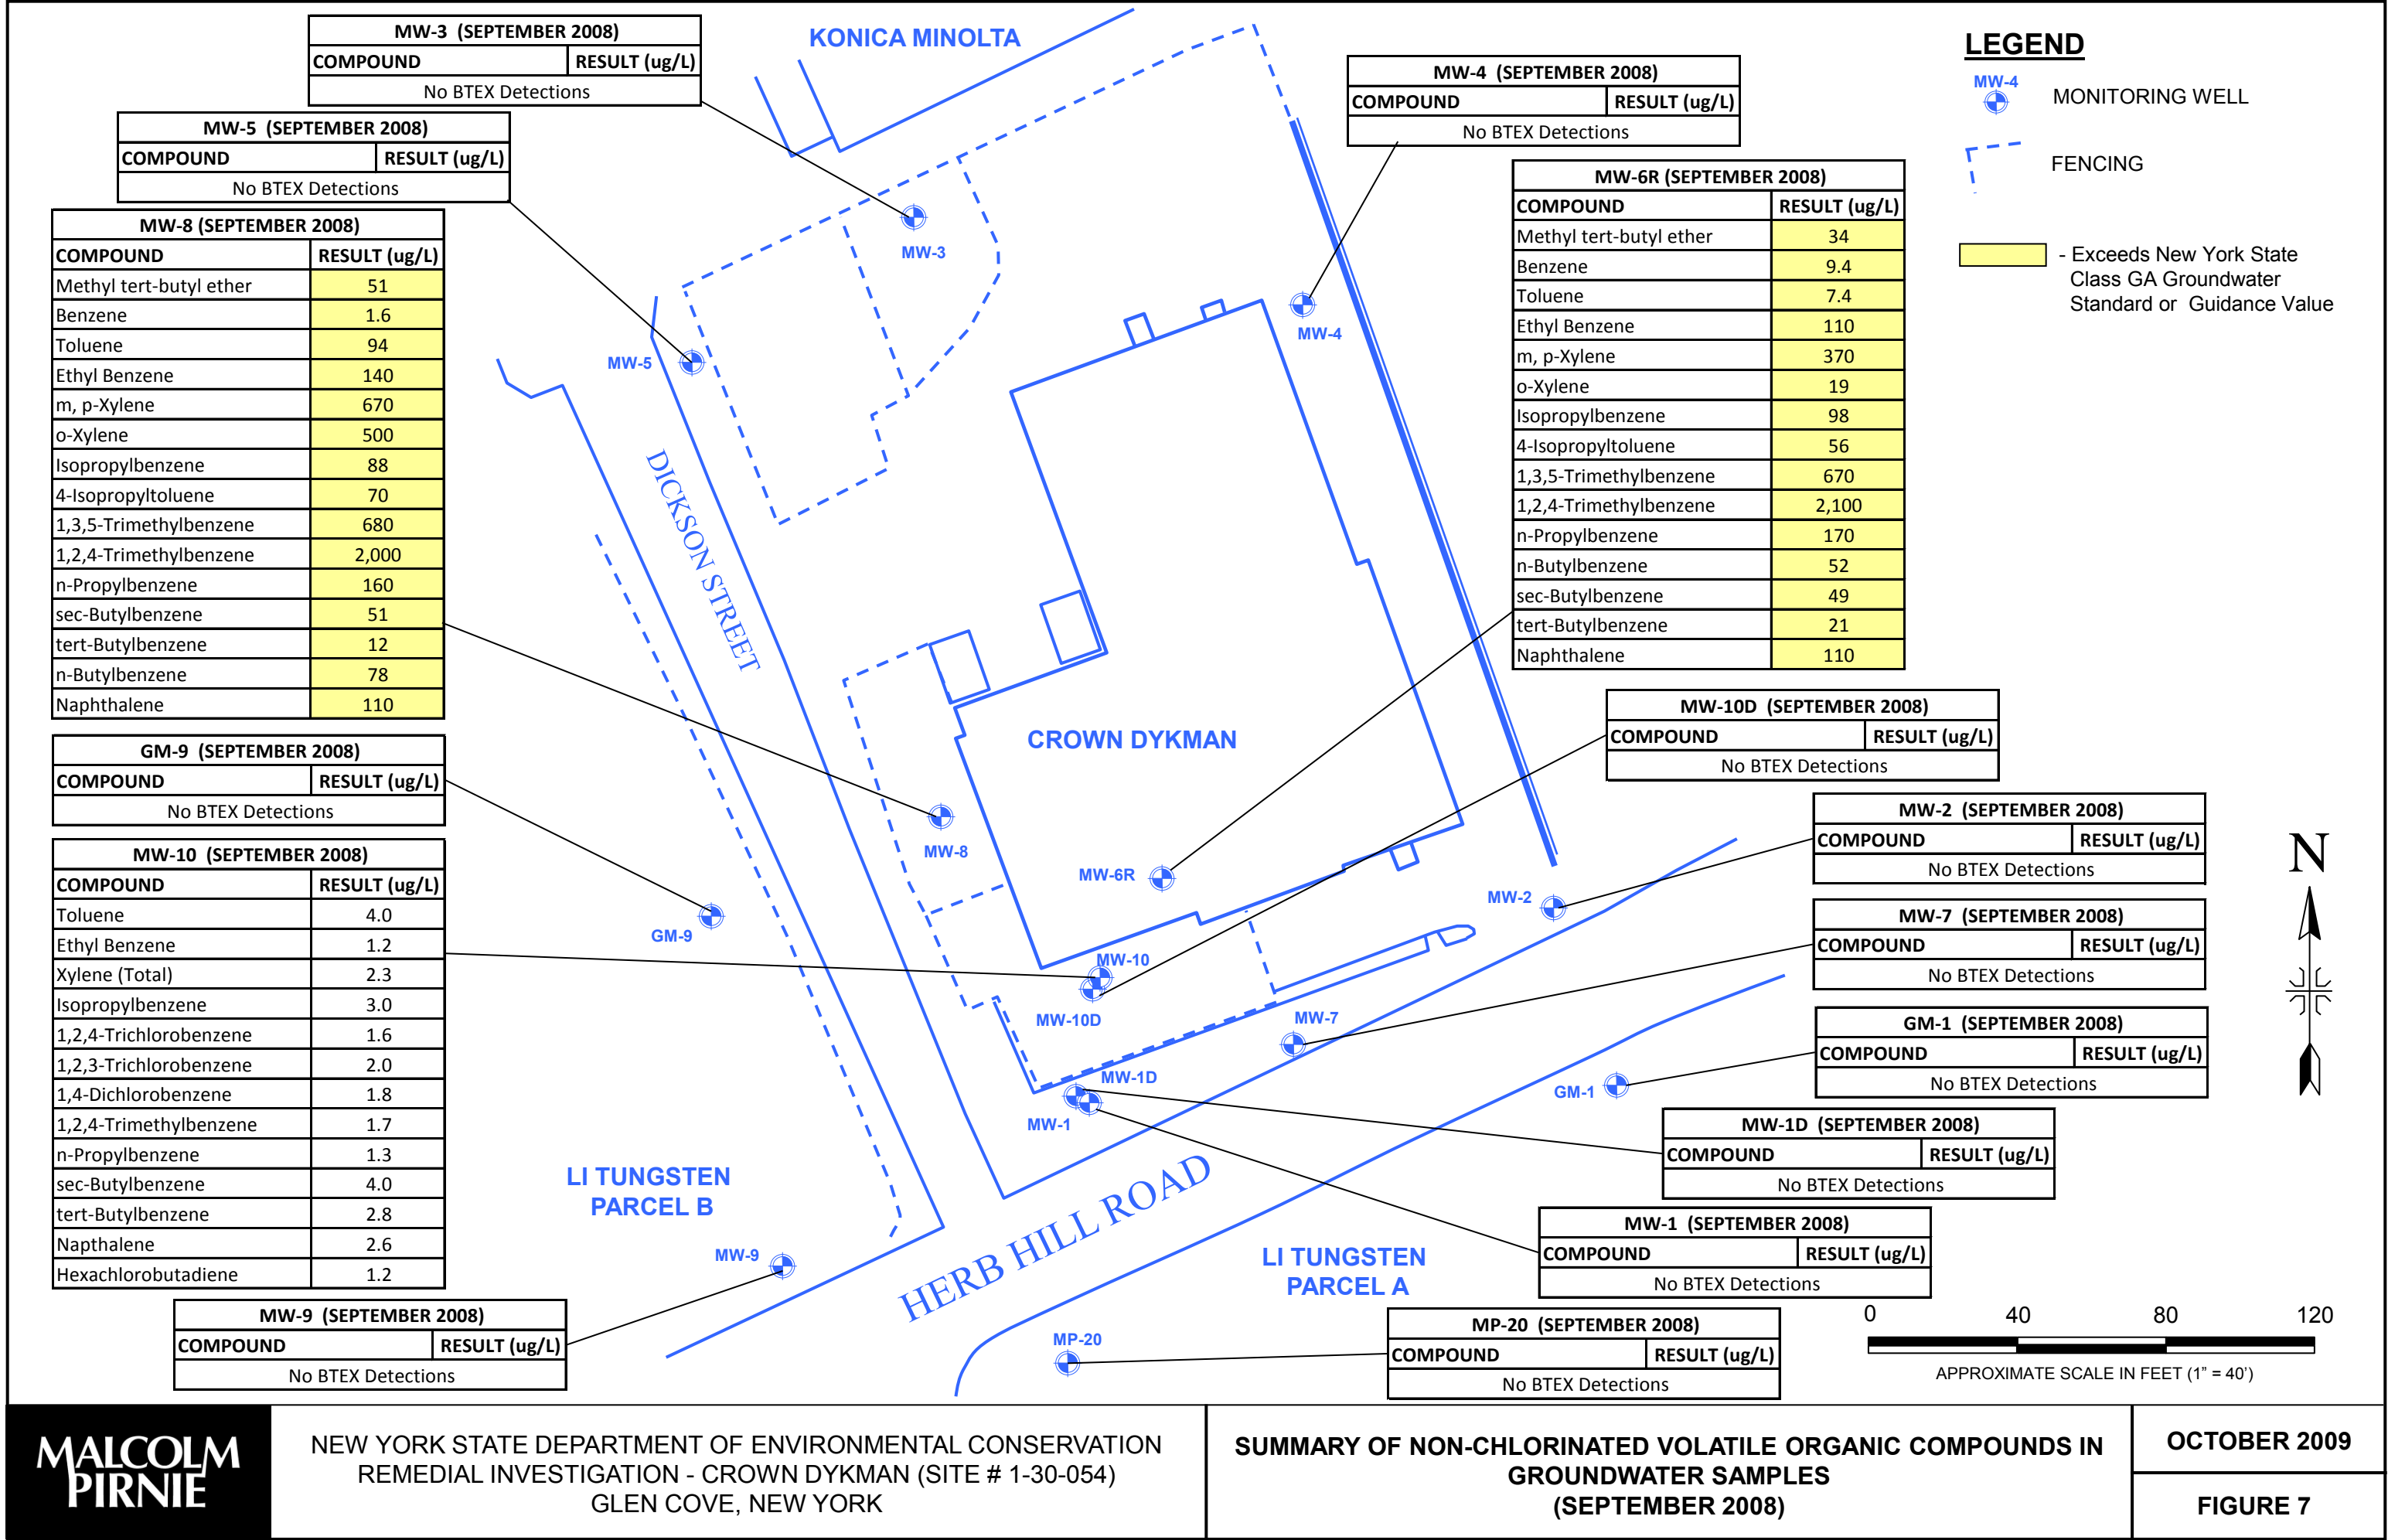 MW-3 (SEPTEMBER 2008)
COMPOUND RESULT (ug/L)
No BTEX Detections
MW-5 (SEPTEMBER 2008)
COMPOUND RESULT (ug/L)
No BTEX Detections
MW-8 (SEPTEMBER 2008)
COMPOUND RESULT (ug/L)
Methyl tert-butyl ether 51
Benzene 1.6
Toluene 94
Ethyl Benzene 140
m, p-Xylene 670
o-Xylene 500
Isopropylbenzene 88
4-Isopropyltoluene 70
1,3,5-Trimethylbenzene 680
1,2,4-Trimethylbenzene 2,000
n-Propylbenzene 160
sec-Butylbenzene 51
tert-Butylbenzene 12
n-Butylbenzene 78
Naphthalene 110
GM-9 (SEPTEMBER 2008)
COMPOUND RESULT (ug/L)
No BTEX Detections
MW-10 (SEPTEMBER 2008)
COMPOUND RESULT (ug/L)
Toluene 4.0
Ethyl Benzene 1.2
Xylene (Total) 2.3
Isopropylbenzene 3.0
1,2,4-Trichlorobenzene 1.6
1,2,3-Trichlorobenzene 2.0
1,4-Dichlorobenzene 1.8
1,2,4-Trimethylbenzene 1.7
n-Propylbenzene 1.3
sec-Butylbenzene 4.0
tert-Butylbenzene 2.8
Napthalene 2.6
Hexachlorobutadiene 1.2
MW-9 (SEPTEMBER 2008)
COMPOUND RESULT (ug/L)
No BTEX Detections
KONICA MINOLTA
MW-3
MW-4
MW-5
DICKSON STREET
CROWN DYKMAN
MW-8
MW-6R
MW-2
GM-9
MW-10
MW-10D
MW-7
MW-1D
MW-1
GM-1
LI TUNGSTEN
PARCEL B
HERB HILL ROAD
MW-9
LI TUNGSTEN
PARCEL A
MP-20
MW-4 (SEPTEMBER 2008)
COMPOUND RESULT (ug/L)
No BTEX Detections
MW-6R (SEPTEMBER 2008)
COMPOUND RESULT (ug/L)
Methyl tert-butyl ether 34
Benzene 9.4
Toluene 7.4
Ethyl Benzene 110
m, p-Xylene 370
o-Xylene 19
Isopropylbenzene 98
4-Isopropyltoluene 56
1,3,5-Trimethylbenzene 670
1,2,4-Trimethylbenzene 2,100
n-Propylbenzene 170
n-Butylbenzene 52
sec-Butylbenzene 49
tert-Butylbenzene 21
Naphthalene 110
MW-10D (SEPTEMBER 2008)
COMPOUND RESULT (ug/L)
No BTEX Detections
MW-2 (SEPTEMBER 2008)
COMPOUND RESULT (ug/L)
No BTEX Detections
MW-7 (SEPTEMBER 2008)
COMPOUND RESULT (ug/L)
No BTEX Detections
GM-1 (SEPTEMBER 2008)
COMPOUND RESULT (ug/L)
No BTEX Detections
MW-1D (SEPTEMBER 2008)
COMPOUND RESULT (ug/L)
No BTEX Detections
MW-1 (SEPTEMBER 2008)
COMPOUND RESULT (ug/L)
No BTEX Detections
MP-20 (SEPTEMBER 2008)
COMPOUND RESULT (ug/L)
No BTEX Detections
LEGEND
MW-4
MONITORING WELL
FENCING
- Exceeds New York State
Class GA Groundwater
Standard or Guidance Value
N
0 40 80 120
APPROXIMATE SCALE IN FEET (1" = 40')
MALCOLM
PIRNIE
NEW YORK STATE DEPARTMENT OF ENVIRONMENTAL CONSERVATION
REMEDIAL INVESTIGATION - CROWN DYKMAN (SITE # 1-30-054)
GLEN COVE, NEW YORK
SUMMARY OF NON-CHLORINATED VOLATILE ORGANIC COMPOUNDS IN
GROUNDWATER SAMPLES
(SEPTEMBER 2008)
OCTOBER 2009
FIGURE 7